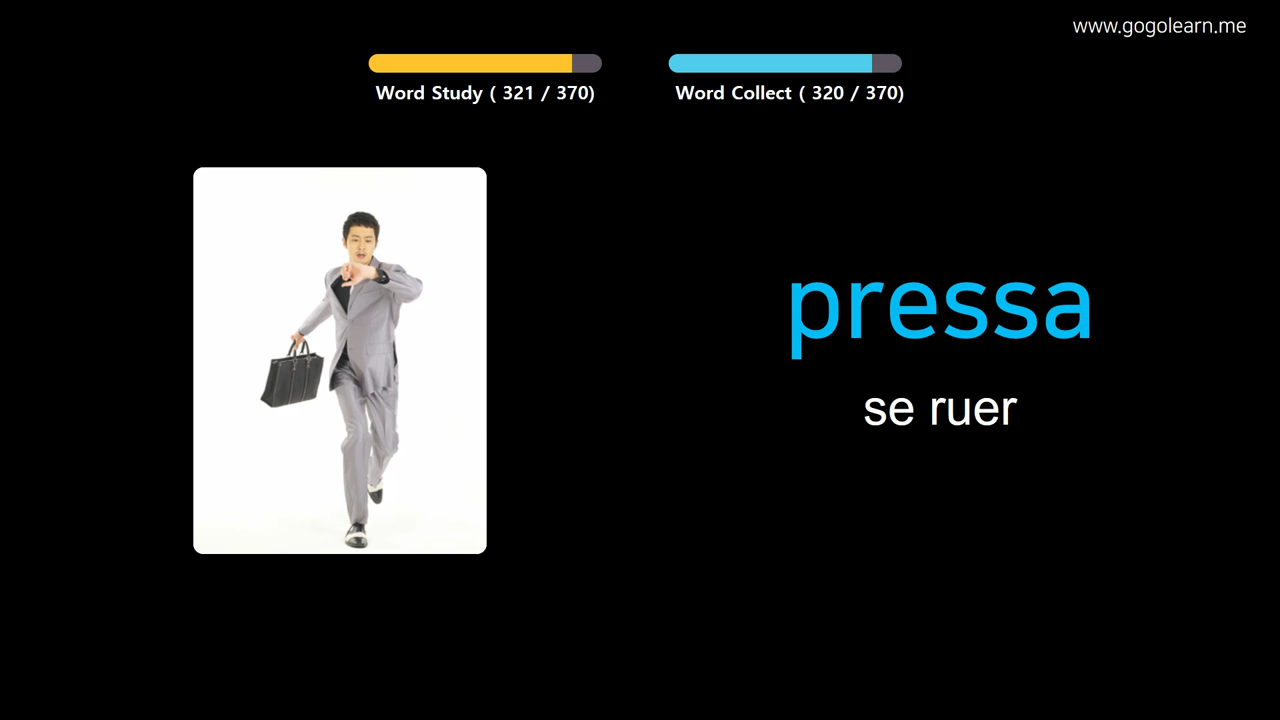 www.gogolearn.me
Word Study ( 321 / 370)
Word Collect ( 320 / 370)
pressa
se ruer